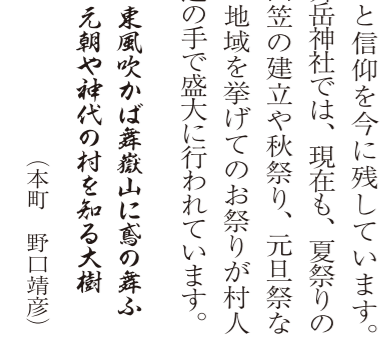 と信仰を今に残しています。
岳神社では、現在も、夏祭りの
笠の建立や秋祭り、元旦祭な
地域を挙げてのお祭りが村人
の手で盛大に行われています。
東風吹かば舞嶽山に鳶の舞ふ
元朝や神代の村を知る大樹
（本町　野口靖彦）